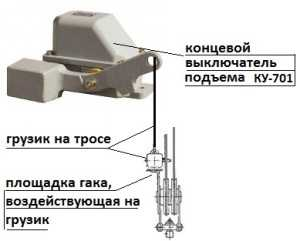 концевой
выключатель
подъема КУ-701
грузик на тросе
площадка гака,
воздействующая на
грузик